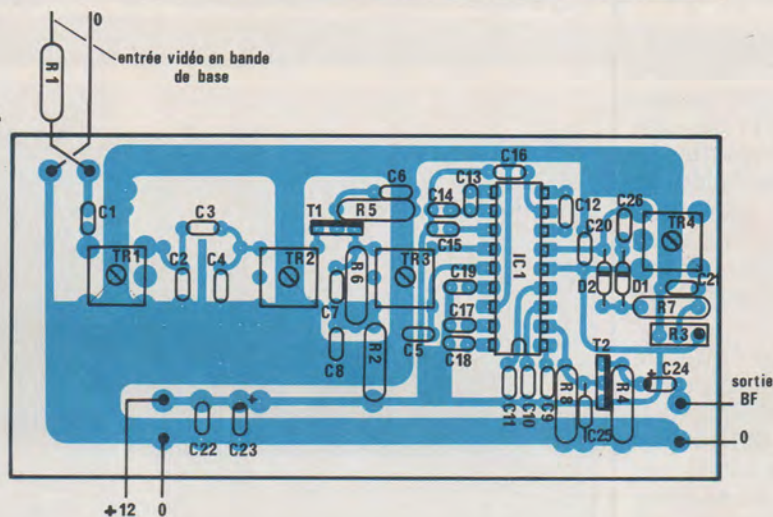 0
entrée vidéo en bande
de base
R1
C16
C6
C13
C14
R5
C12
C26
C3
T1
C1
C20
TR4
C15
IC1
TR1
TR2
TR3
C2
C4
R6
C19
D2
D1
C21
C7
R7
C17
R3
C5
C8
R2
C18
T2
C24
+
sortie
BF
C11
C10
C9
R8
R4
C25
+
C22
C23
0
+12
0